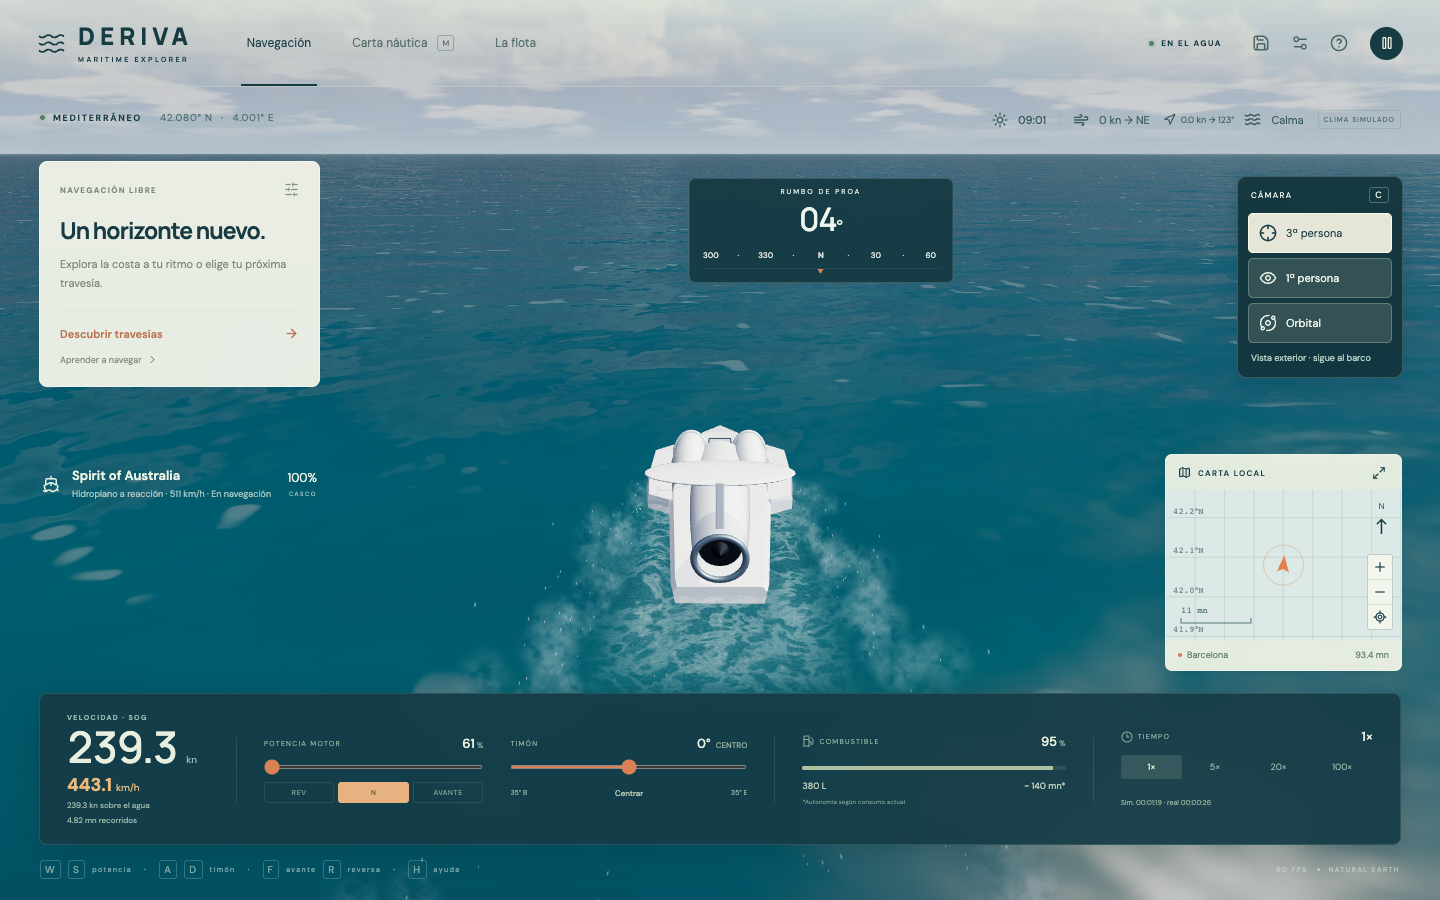 DERIVA
MARITIME EXPLORER
Navegación
Carta náutica M
La flota
EN EL AGUA
MEDITERRÁNEO 42.080° N · 4.001° E
09:01
0 kn → NE
0.0 kn → 123°
Calma
CLIMA SIMULADO
NAVEGACIÓN LIBRE
Un horizonte nuevo.
Explora la costa a tu ritmo o elige tu próxima
travesía.
Descubrir travesías
Aprender a navegar
RUMBO DE PROA
04°
300 · 330 · N · 30 · 60
CÁMARA C
3ª persona
1ª persona
Orbital
Vista exterior · sigue al barco
Spirit of Australia
Hidroplano a reacción · 511 km/h · En navegación
100%
CASCO
CARTA LOCAL
42.2°N
42.1°N
42.0°N
41.9°N
11 mn
N
Barcelona 93.4 mn
VELOCIDAD · SOG
239.3 kn
443.1 km/h
239.3 kn sobre el agua
4.82 mn recorridos
POTENCIA MOTOR 61 %
REV N AVANTE
TIMÓN 0° CENTRO
35° B Centrar 35° E
COMBUSTIBLE 95 %
380 L ~ 140 mn*
*Autonomía según consumo actual
TIEMPO 1×
1× 5× 20× 100×
Sim. 00:01:19 · real 00:00:26
W S potencia · A D timón · F avante R reversa · H ayuda
60 FPS • NATURAL EARTH